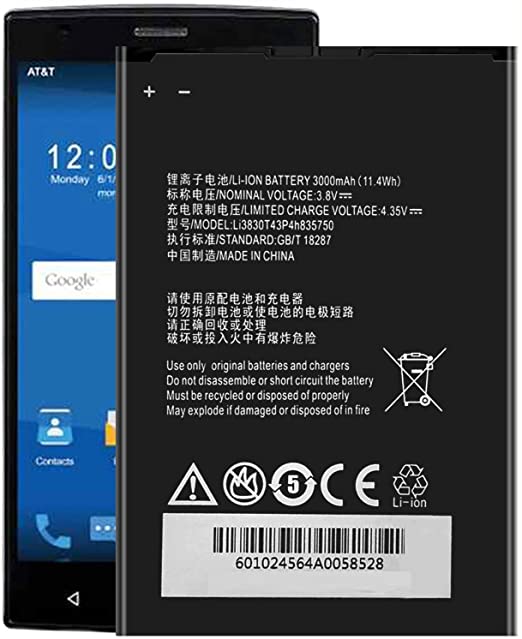 AT&T
12:0
Monday 6/1/
mor
Google
Contacts
+ −
锂离子电池/LI-ION BATTERY 3000mAh (11.4Wh)
标称电压/NOMINAL VOLTAGE:3.8V⎓
充电限制电压/LIMITED CHARGE VOLTAGE:4.35V⎓
型号/MODEL:Li3830T43P4h835750
执行标准/STANDARD:GB/T 18287
中国制造/MADE IN CHINA
请使用原配电池和充电器
切勿拆卸电池或使电池的电极短路
请正确回收或处理
破坏或投入火中有爆炸危险
Use only original batteries and chargers
Do not disassemble or short circuit the battery
Must be recycled or disposed of properly
May explode if damaged or disposed of in fire
5 CE
Li-ion
601024564A0058528